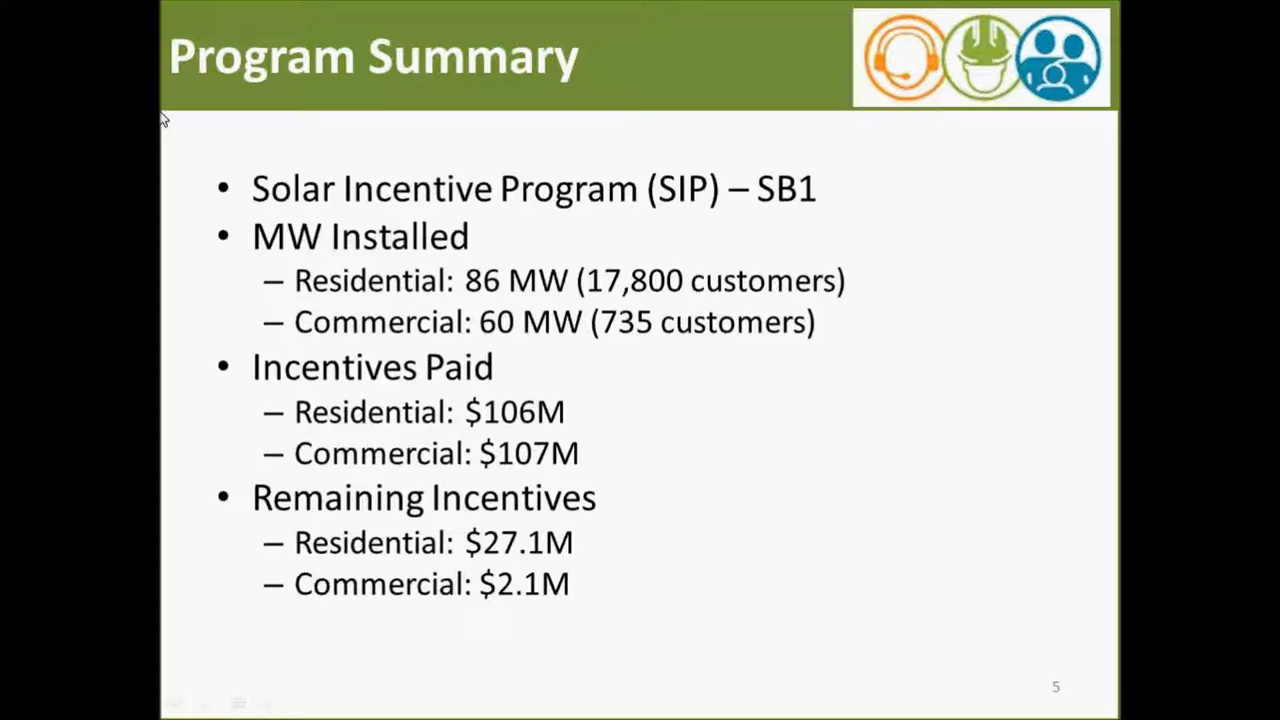 Program Summary
• Solar Incentive Program (SIP) – SB1
• MW Installed
– Residential: 86 MW (17,800 customers)
– Commercial: 60 MW (735 customers)
• Incentives Paid
– Residential: $106M
– Commercial: $107M
• Remaining Incentives
– Residential: $27.1M
– Commercial: $2.1M
5